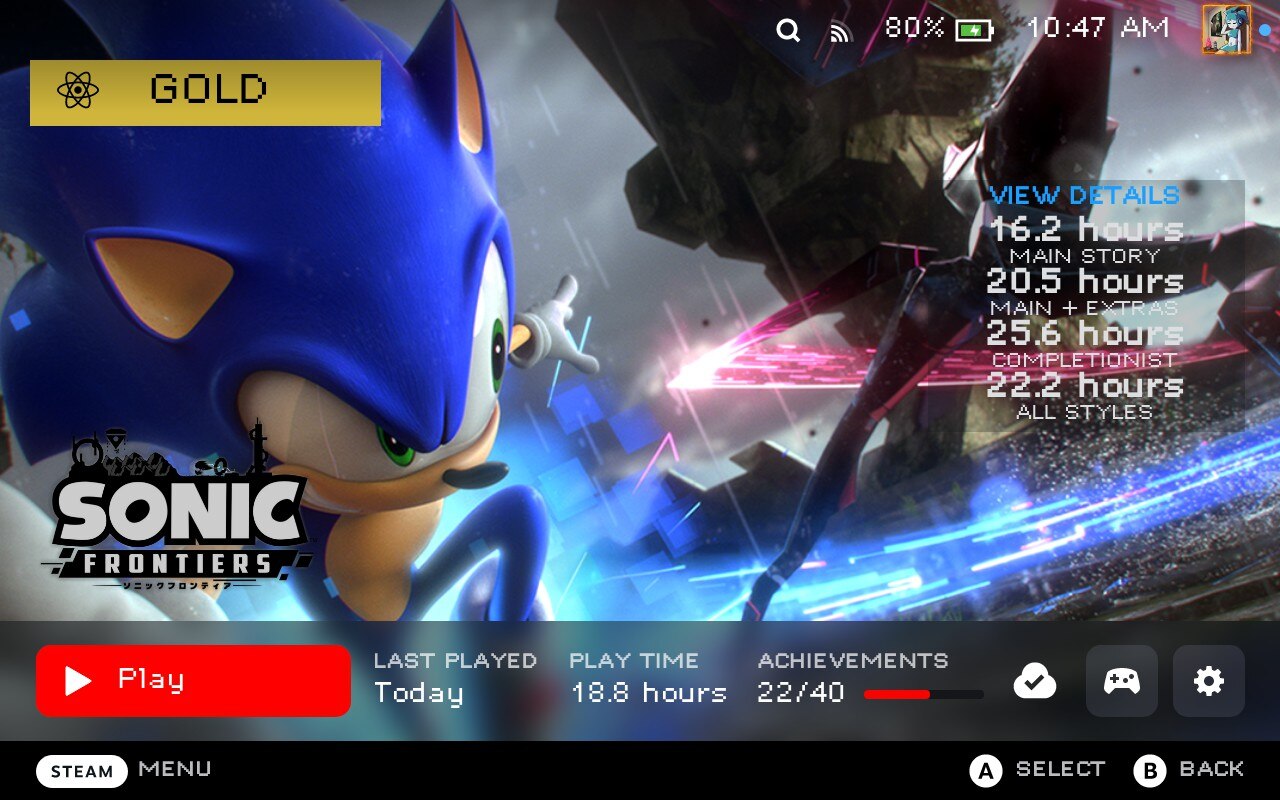 80%
10:47 AM
GOLD
VIEW DETAILS
16.2 hours
MAIN STORY
20.5 hours
MAIN + EXTRAS
25.6 hours
COMPLETIONIST
22.2 hours
ALL STYLES
SONIC
FRONTIERS
ソニックフロンティア
Play
LAST PLAYED
Today
PLAY TIME
18.8 hours
ACHIEVEMENTS
22/40
STEAM MENU
A SELECT
B BACK